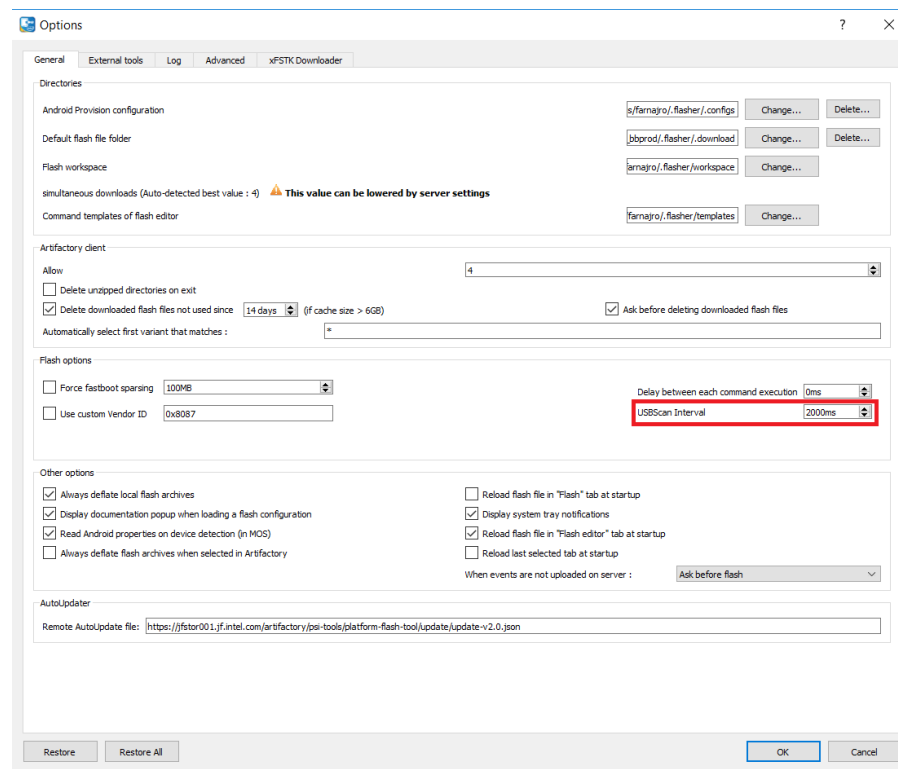 Options
?
General External tools Log Advanced xFSTK Downloader
Directories
Android Provision configuration s/farnajro/.flasher/.configs Change... Delete...
Default flash file folder _bbprod/.flasher/.download Change... Delete...
Flash workspace farnajro/.flasher/workspace Change...
simultaneous downloads (Auto-detected best value : 4) This value can be lowered by server settings
Command templates of flash editor farnajro/.flasher/templates Change...
Artifactory client
Allow 4
Delete unzipped directories on exit
Delete downloaded flash files not used since 14 days (if cache size > 6GB) Ask before deleting downloaded flash files
Automatically select first variant that matches : *
Flash options
Force fastboot sparsing 100MB Delay between each command execution 0ms
Use custom Vendor ID 0x8087 USBScan Interval 2000ms
Other options
Always deflate local flash archives Reload flash file in "Flash" tab at startup
Display documentation popup when loading a flash configuration Display system tray notifications
Read Android properties on device detection (in MOS) Reload flash file in "Flash editor" tab at startup
Always deflate flash archives when selected in Artifactory Reload last selected tab at startup
When events are not uploaded on server : Ask before flash
AutoUpdater
Remote AutoUpdate file: https://jfstor001.jf.intel.com/artifactory/psi-tools/platform-flash-tool/update/update-v2.0.json
Restore Restore All OK Cancel